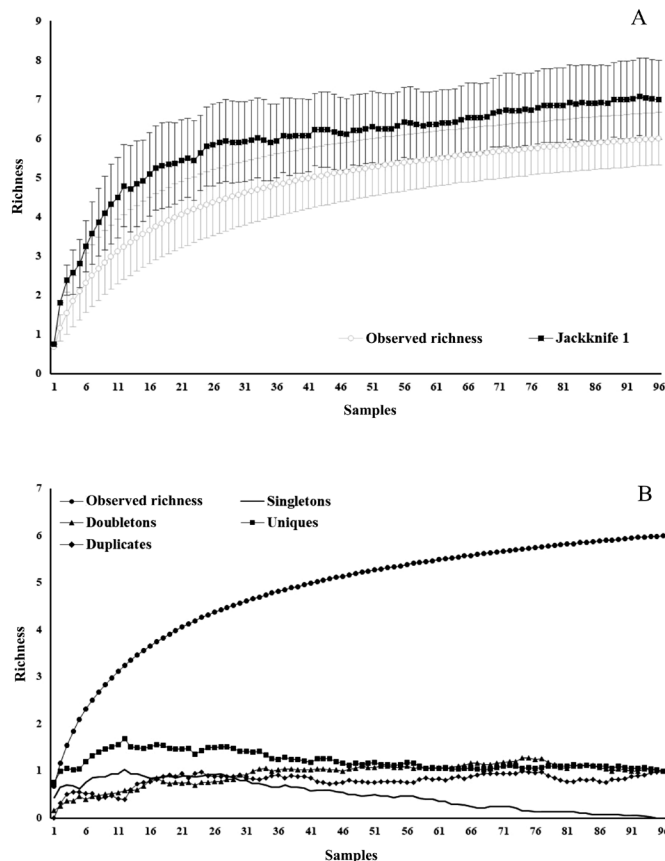 A
9
8
7
6
5
4
3
2
1
0
Richness
Observed richness Jackknife 1
1 6 11 16 21 26 31 36 41 46 51 56 61 66 71 76 81 86 91 96
Samples
B
7
6
5
4
3
2
1
0
Richness
Observed richness Singletons
Doubletons Uniques
Duplicates
1 6 11 16 21 26 31 36 41 46 51 56 61 66 71 76 81 86 91 96
Samples